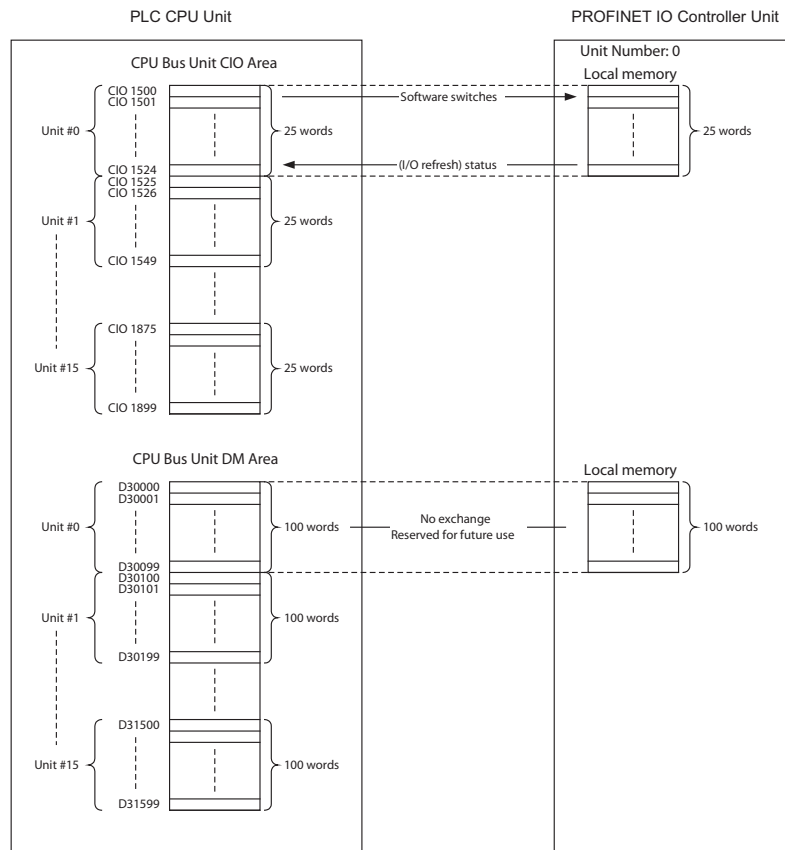 PLC CPU Unit
PROFINET IO Controller Unit
CPU Bus Unit CIO Area
Unit Number: 0
Local memory
CIO 1500
CIO 1501
Software switches
Unit #0
25 words
25 words
CIO 1524
(I/O refresh) status
CIO 1525
CIO 1526
Unit #1
25 words
CIO 1549
CIO 1875
Unit #15
25 words
CIO 1899
CPU Bus Unit DM Area
Local memory
D30000
D30001
Unit #0
100 words
No exchange
Reserved for future use
100 words
D30099
D30100
D30101
Unit #1
100 words
D30199
D31500
Unit #15
100 words
D31599